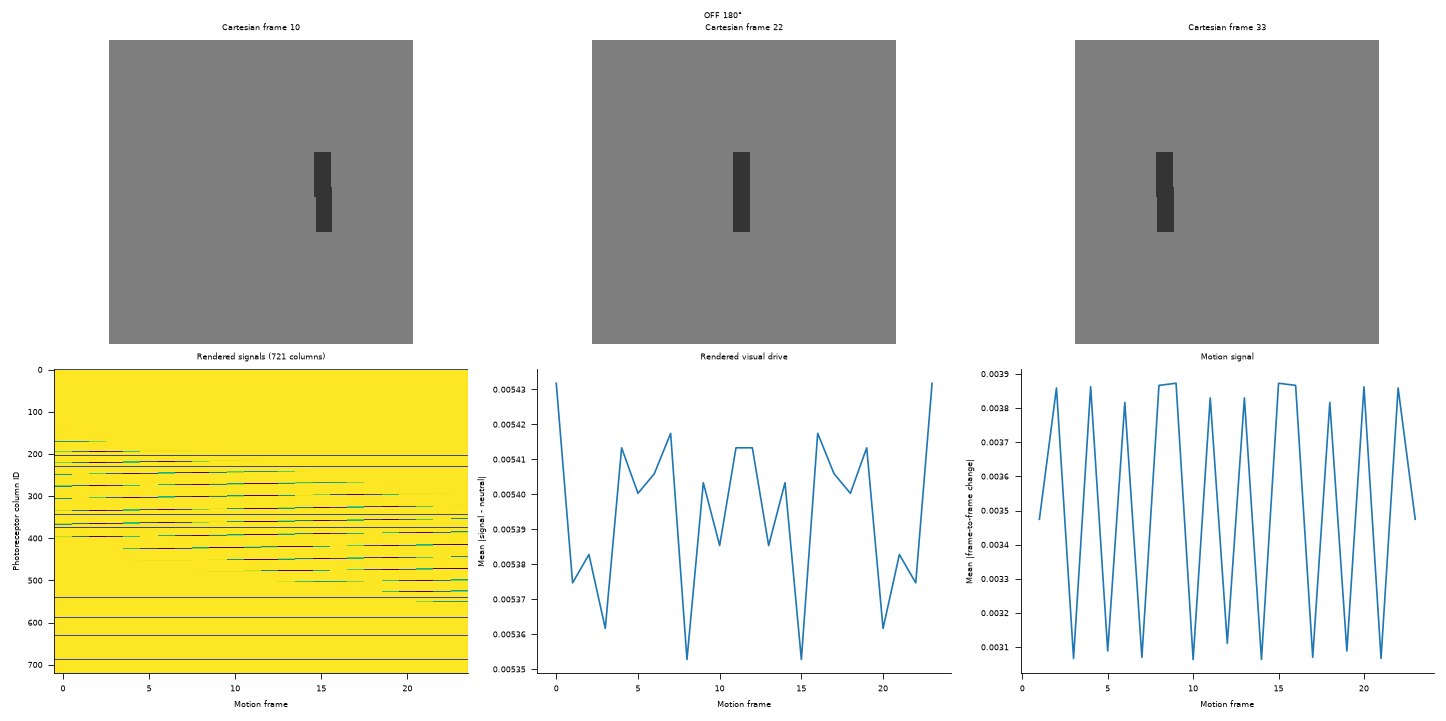 OFF 180°
Cartesian frame 10
Cartesian frame 22
Cartesian frame 33
Rendered signals (721 columns)
Photoreceptor column ID
0
100
200
300
400
500
600
700
0 5 10 15 20
Motion frame
Rendered visual drive
Mean |signal - neutral|
0.00543
0.00542
0.00541
0.00540
0.00539
0.00538
0.00537
0.00536
0.00535
0 5 10 15 20
Motion frame
Motion signal
Mean |frame-to-frame change|
0.0039
0.0038
0.0037
0.0036
0.0035
0.0034
0.0033
0.0032
0.0031
0 5 10 15 20
Motion frame